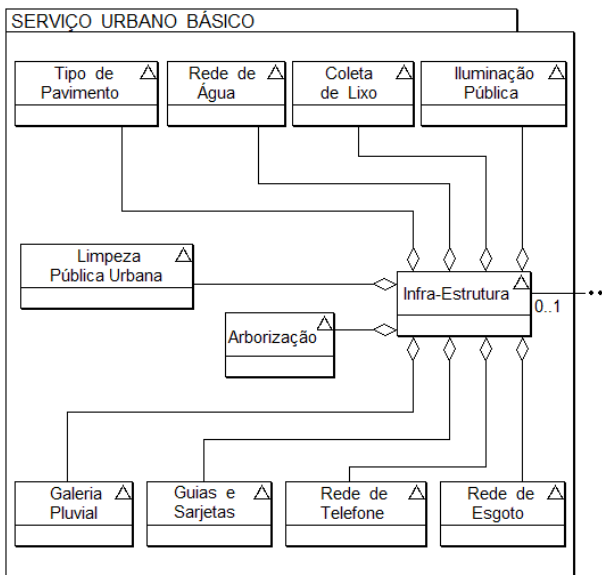 SERVIÇO URBANO BÁSICO
Tipo de
Pavimento
Rede de
Água
Coleta
de Lixo
Iluminação
Pública
Limpeza
Pública Urbana
Infra-Estrutura
0..1
Arborização
Galeria
Pluvial
Guias e
Sarjetas
Rede de
Telefone
Rede de
Esgoto